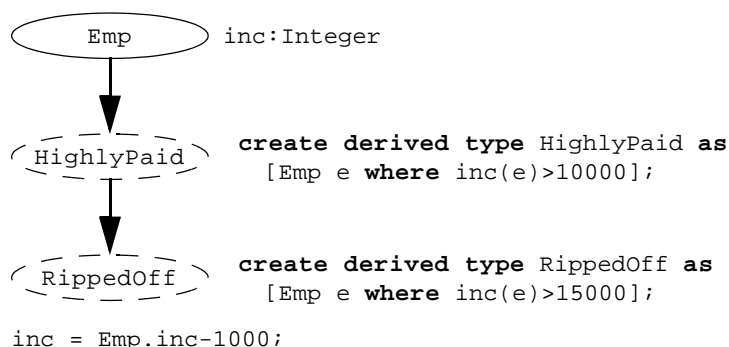 Emp inc:Integer
HighlyPaid create derived type HighlyPaid as
[Emp e where inc(e)>10000];
RippedOff create derived type RippedOff as
[Emp e where inc(e)>15000];
inc = Emp.inc-1000;